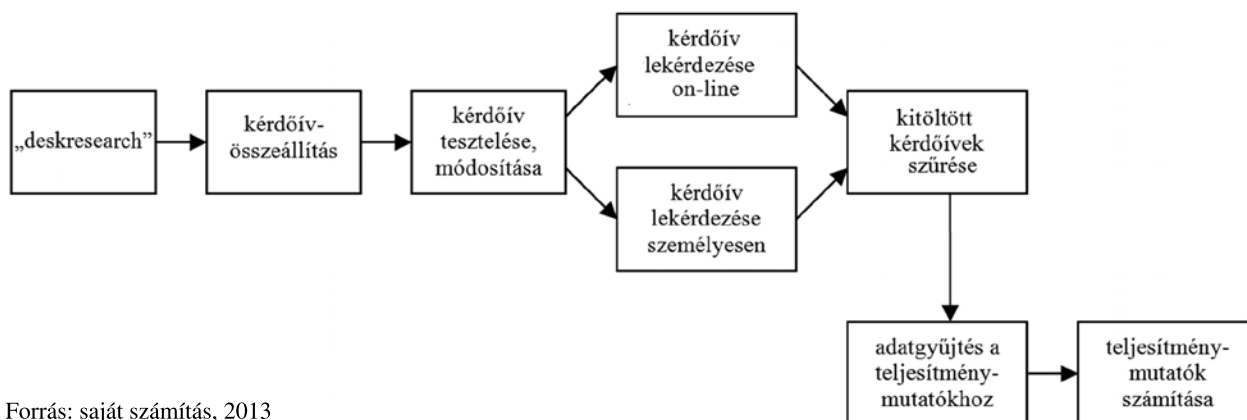 „deskresearch”
kérdőív-
összeállítás
kérdőív
tesztelése,
módosítása
kérdőív
lekérdezése
on-line
kérdőív
lekérdezése
személyesen
kitöltött
kérdőívek
szűrése
adatgyűjtés a
teljesítmény-
mutatókhoz
teljesítmény-
mutatók
számítása
Forrás: saját számítás, 2013